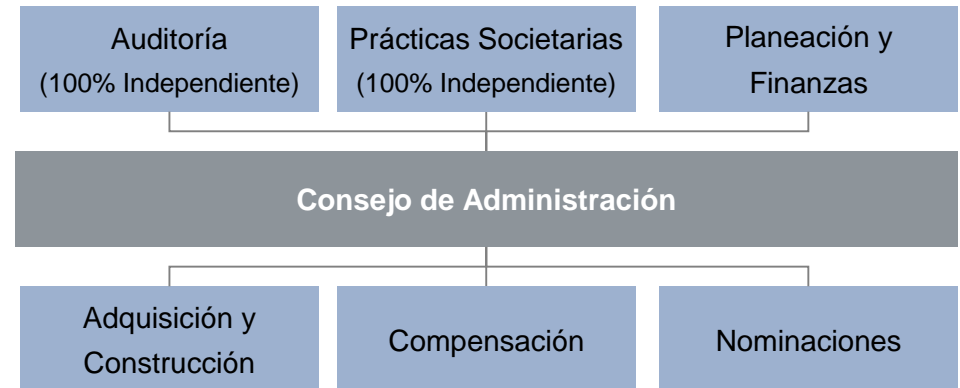 Auditoría
(100% Independiente)
Prácticas Societarias
(100% Independiente)
Planeación y
Finanzas
Consejo de Administración
Adquisición y
Construcción
Compensación
Nominaciones